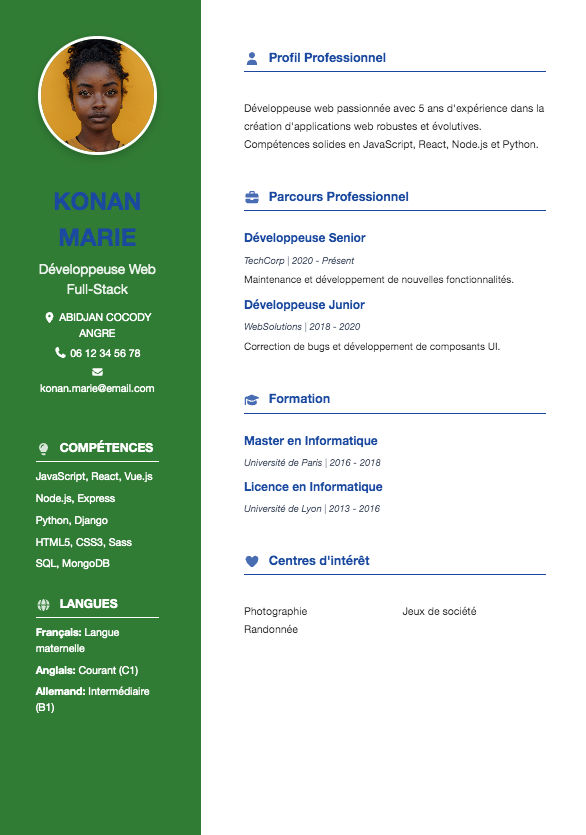 KONAN
MARIE
Développeuse Web
Full-Stack
ABIDJAN COCODY
ANGRE
06 12 34 56 78
konan.marie@email.com
COMPÉTENCES
JavaScript, React, Vue.js
Node.js, Express
Python, Django
HTML5, CSS3, Sass
SQL, MongoDB
LANGUES
Français: Langue
maternelle
Anglais: Courant (C1)
Allemand: Intermédiaire
(B1)
Profil Professionnel
Développeuse web passionnée avec 5 ans d'expérience dans la
création d'applications web robustes et évolutives.
Compétences solides en JavaScript, React, Node.js et Python.
Parcours Professionnel
Développeuse Senior
TechCorp | 2020 - Présent
Maintenance et développement de nouvelles fonctionnalités.
Développeuse Junior
WebSolutions | 2018 - 2020
Correction de bugs et développement de composants UI.
Formation
Master en Informatique
Université de Paris | 2016 - 2018
Licence en Informatique
Université de Lyon | 2013 - 2016
Centres d'intérêt
Photographie
Randonnée
Jeux de société